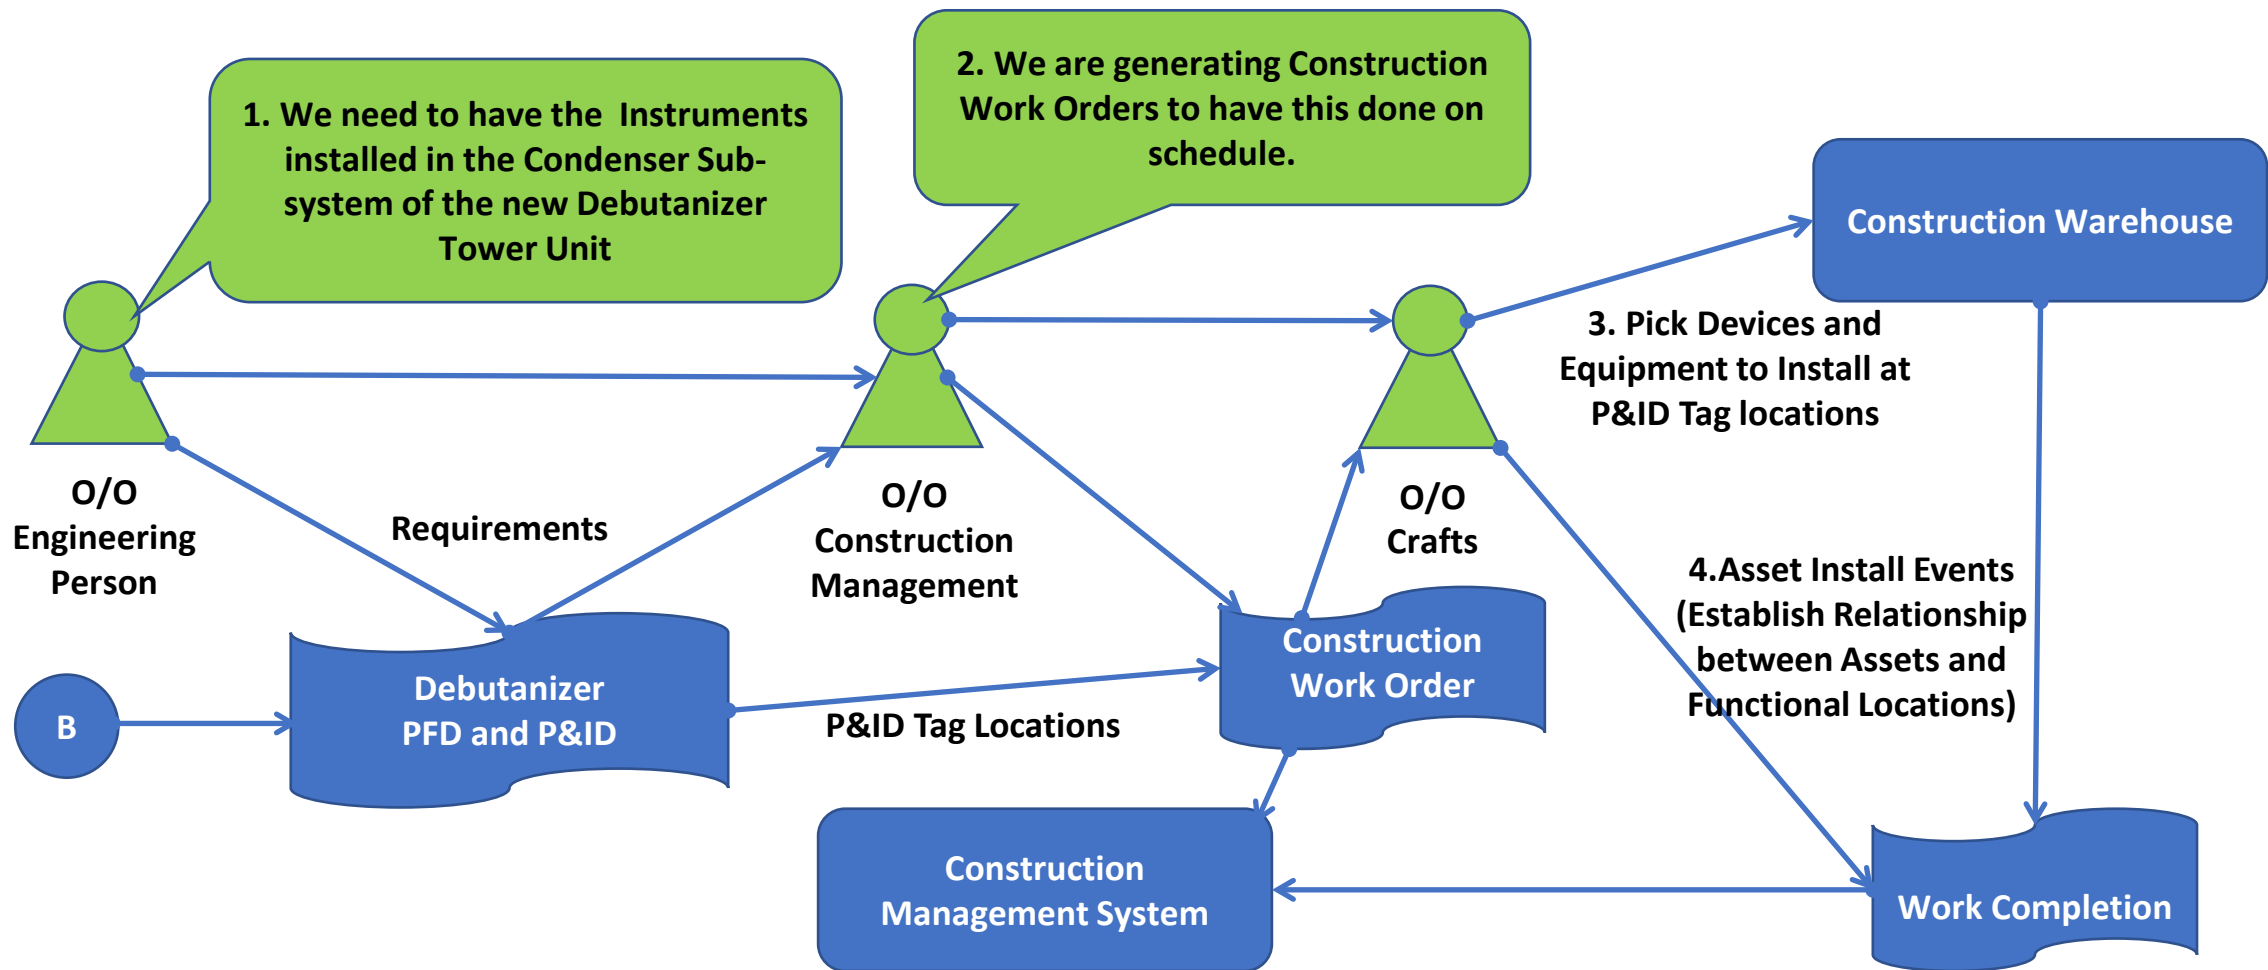 1. We need to have the  Instruments
installed in the Condenser Sub-
system of the new Debutanizer
Tower Unit
2. We are generating Construction
Work Orders to have this done on
schedule.
Construction Warehouse
3. Pick Devices and
Equipment to Install at
P&ID Tag locations
O/O
Engineering
Person
Requirements
O/O
Construction
Management
O/O
Crafts
4.Asset Install Events
(Establish Relationship
between Assets and
Functional Locations)
B
Debutanizer
PFD and P&ID
P&ID Tag Locations
Construction
Work Order
Construction
Management System
Work Completion